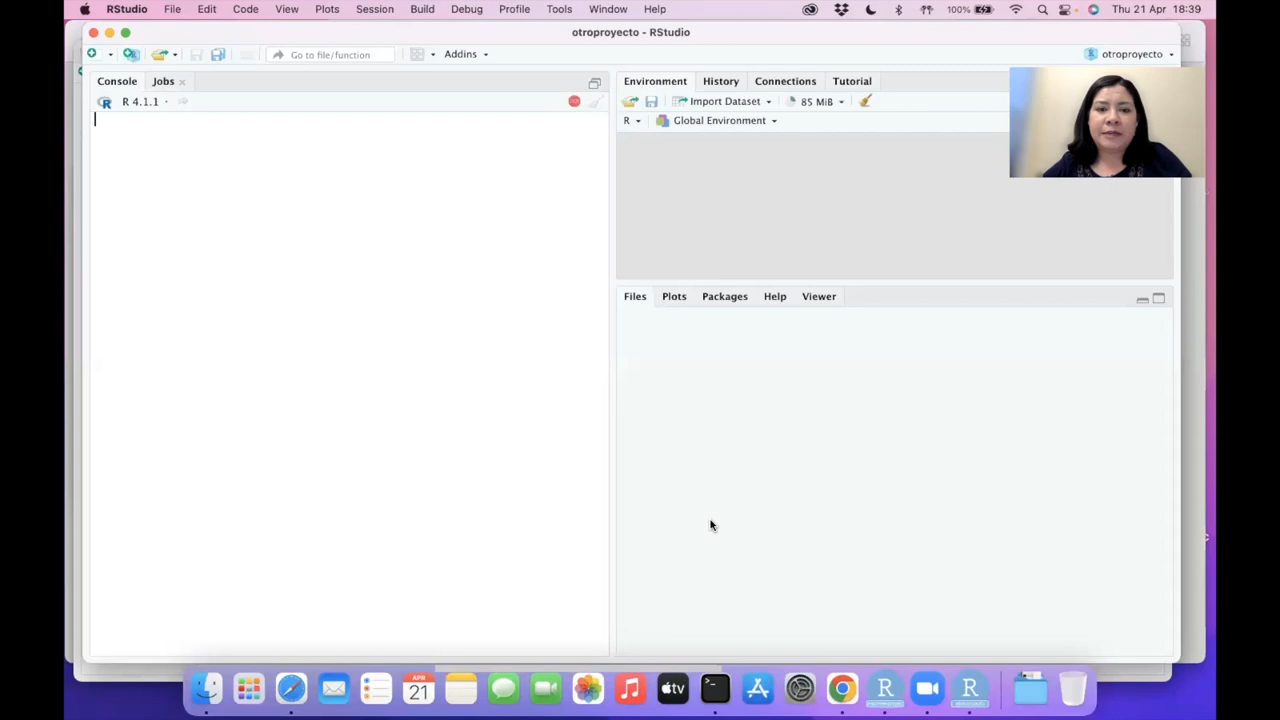 RStudio File Edit Code View Plots Session Build Debug Profile Tools Window Help 100% Thu 21 Apr 18:39
otroproyecto - RStudio
Go to file/function Addins otroproyecto
Console Jobs
R 4.1.1 ·
Environment History Connections Tutorial
Import Dataset 85 MiB
R Global Environment
Files Plots Packages Help Viewer
APR
21
tv
R R